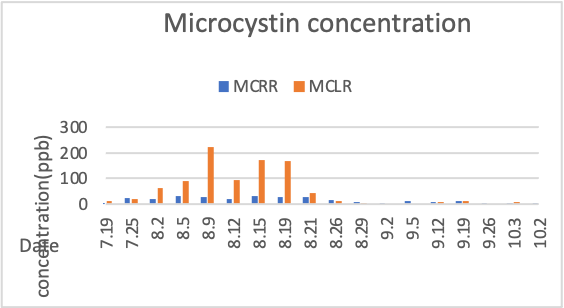 Microcystin concentration
MCRR MCLR
300
200
100
0
concentration(ppb)
7.19 7.25 8.2 8.5 8.9 8.12 8.15 8.19 8.21 8.26 8.29 9.2 9.5 9.12 9.19 9.26 10.3 10.2
Date